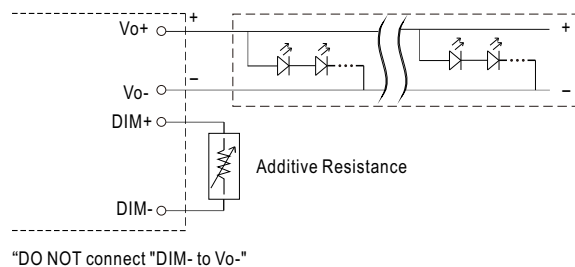 Vo+
+
+
Vo-
−
−
DIM+
Additive Resistance
DIM-
“DO NOT connect "DIM- to Vo-"